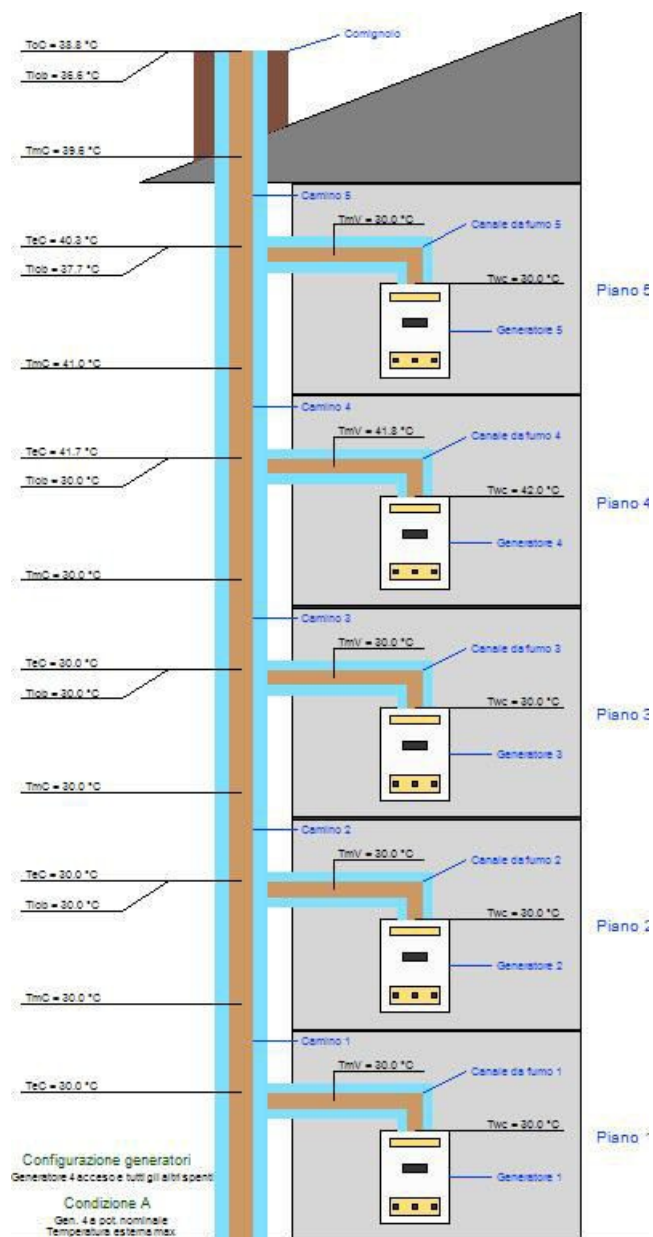 ToC = 38.8 °C
Comignolo
Tiob = 36.6 °C
TmC = 39.6 °C
Camino 5
TmV = 30.0 °C
Canale da fumo 5
TeC = 40.3 °C
Tiob = 37.7 °C
Twc = 30.0 °C
Piano 5
Generatore 5
TmC = 41.0 °C
Camino 4
TmV = 41.8 °C
Canale da fumo 4
TeC = 41.7 °C
Tiob = 30.0 °C
Twc = 42.0 °C
Piano 4
Generatore 4
TmC = 30.0 °C
Camino 3
TmV = 30.0 °C
Canale da fumo 3
TeC = 30.0 °C
Tiob = 30.0 °C
Twc = 30.0 °C
Piano 3
Generatore 3
TmC = 30.0 °C
Camino 2
TmV = 30.0 °C
Canale da fumo 2
TeC = 30.0 °C
Tiob = 30.0 °C
Twc = 30.0 °C
Piano 2
Generatore 2
TmC = 30.0 °C
Camino 1
TmV = 30.0 °C
Canale da fumo 1
TeC = 30.0 °C
Twc = 30.0 °C
Piano 1
Generatore 1
Configurazione generatori
Generatore 4 acceso e tutti gli altri spenti
Condizione A
Gen. 4 a pot. nominale
Temperatura esterna max